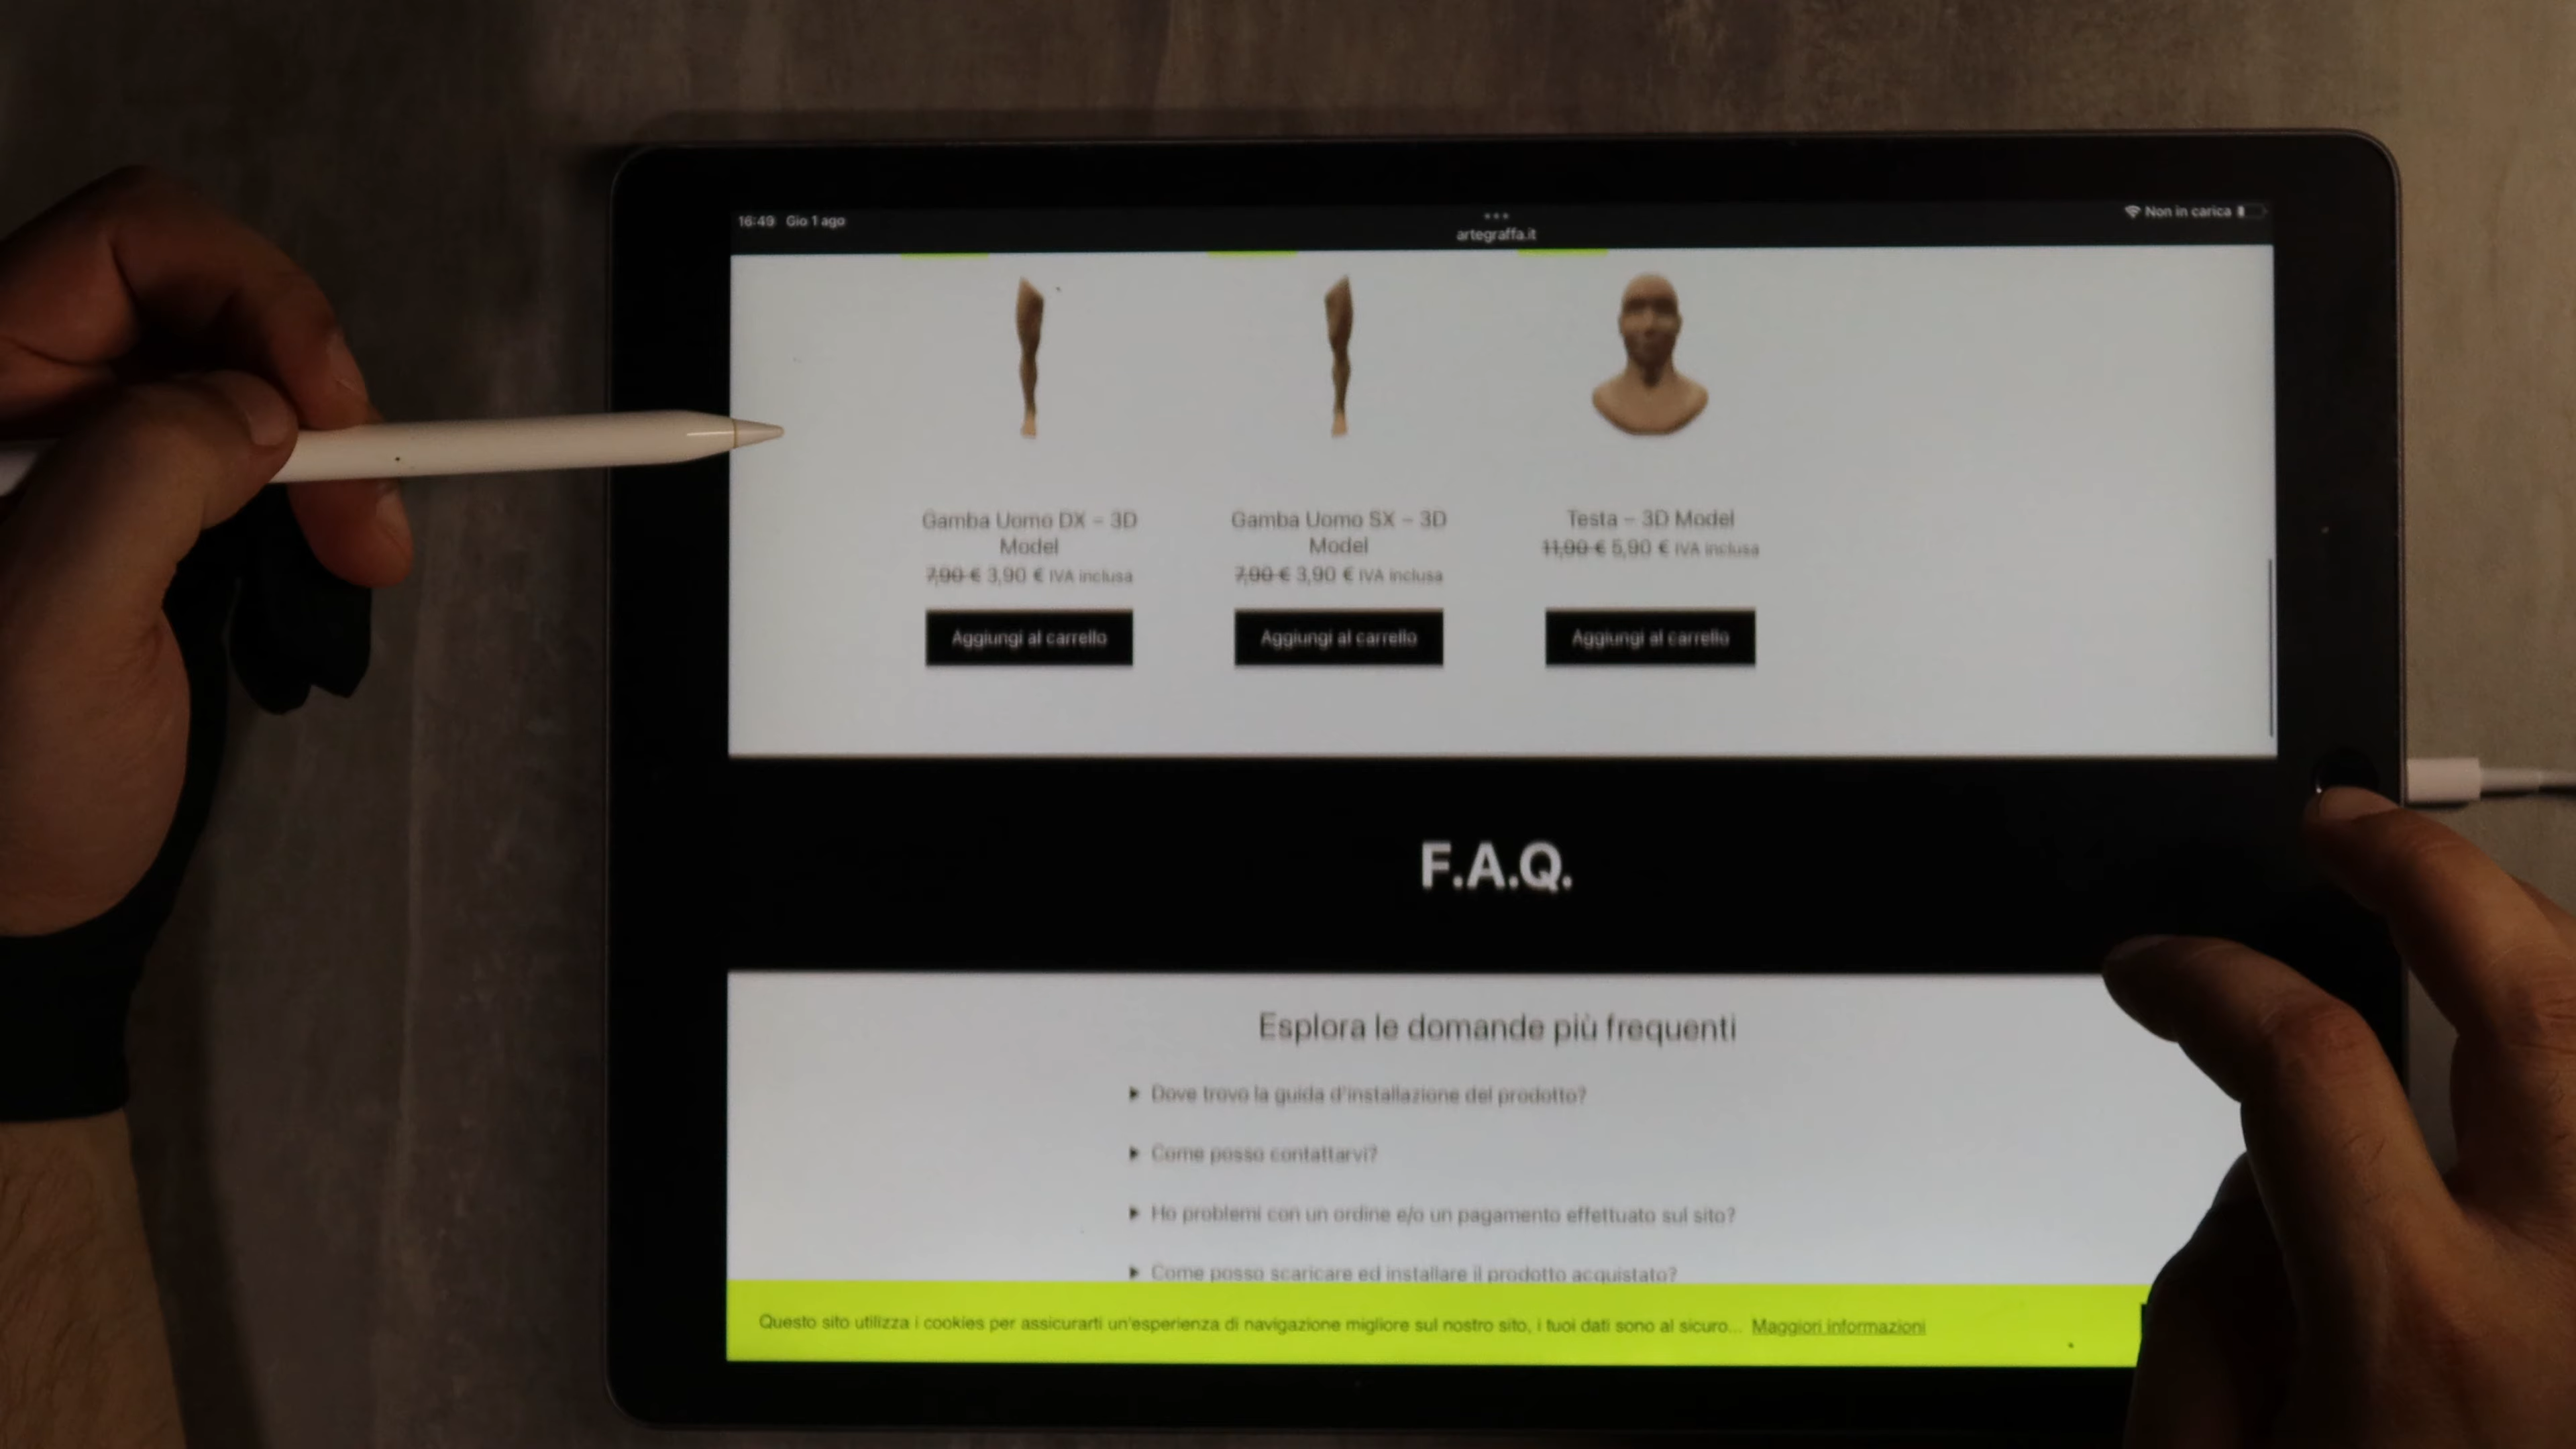 16:49 Gio 1 ago
artegraffa.it
Non in carica
Gamba Uomo DX – 3D
Model
7,90 € 3,90 € IVA inclusa
Aggiungi al carrello
Gamba Uomo SX – 3D
Model
7,90 € 3,90 € IVA inclusa
Aggiungi al carrello
Testa – 3D Model
11,90 € 5,90 € IVA inclusa
Aggiungi al carrello
F.A.Q.
Esplora le domande più frequenti
Dove trovo la guida d'installazione del prodotto?
Come posso contattarvi?
Ho problemi con un ordine e/o un pagamento effettuato sul sito?
Come posso scaricare ed installare il prodotto acquistato?
Questo sito utilizza i cookies per assicurarti un'esperienza di navigazione migliore sul nostro sito, i tuoi dati sono al sicuro... Maggiori informazioni